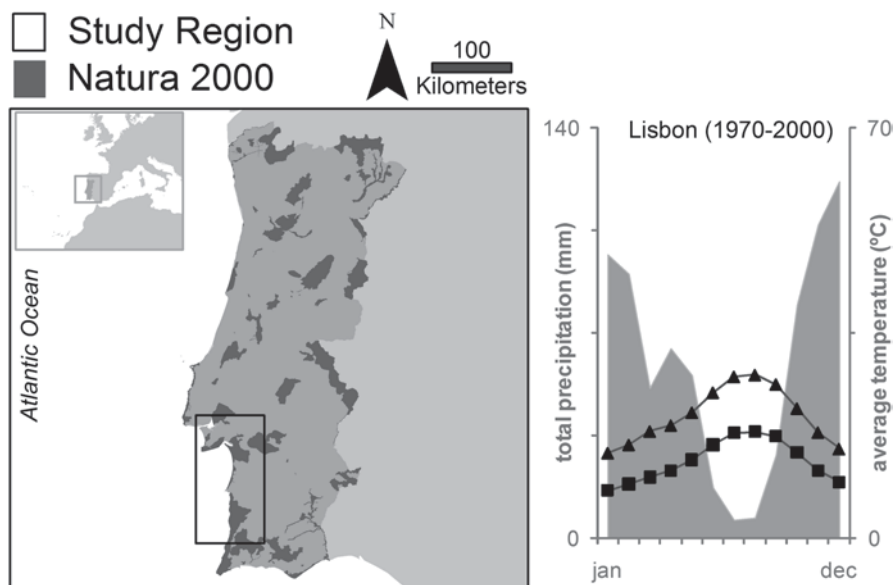 Study Region
Natura 2000
N
100
Kilometers
Atlantic Ocean
Lisbon (1970-2000)
140
0
total precipitation (mm)
70
0
average temperature (ºC)
jan
dec